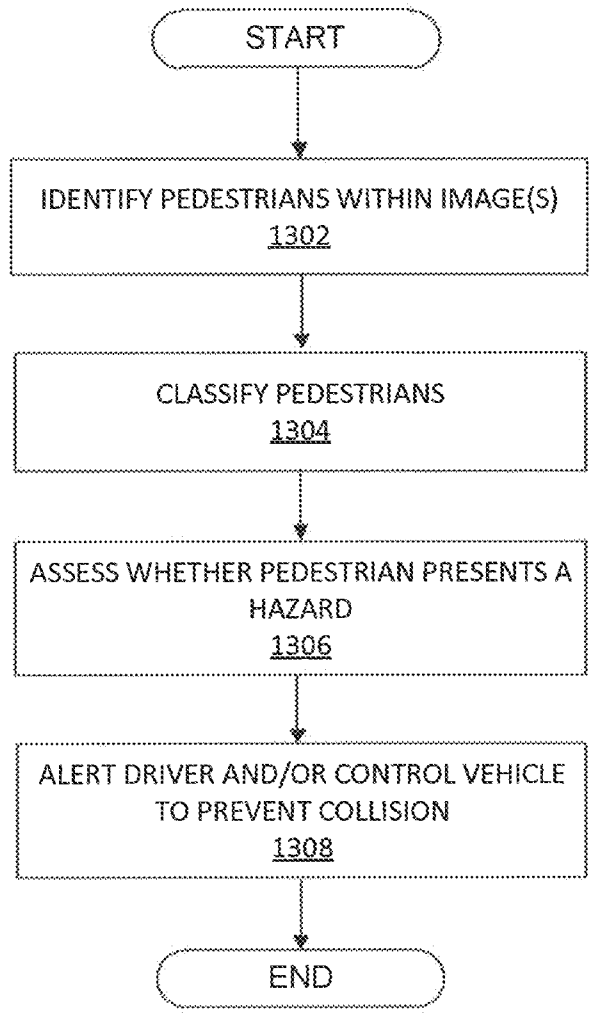 START
IDENTIFY PEDESTRIANS WITHIN IMAGE(S)
1302
CLASSIFY PEDESTRIANS
1304
ASSESS WHETHER PEDESTRIAN PRESENTS A
HAZARD
1306
ALERT DRIVER AND/OR CONTROL VEHICLE
TO PREVENT COLLISION
1308
END